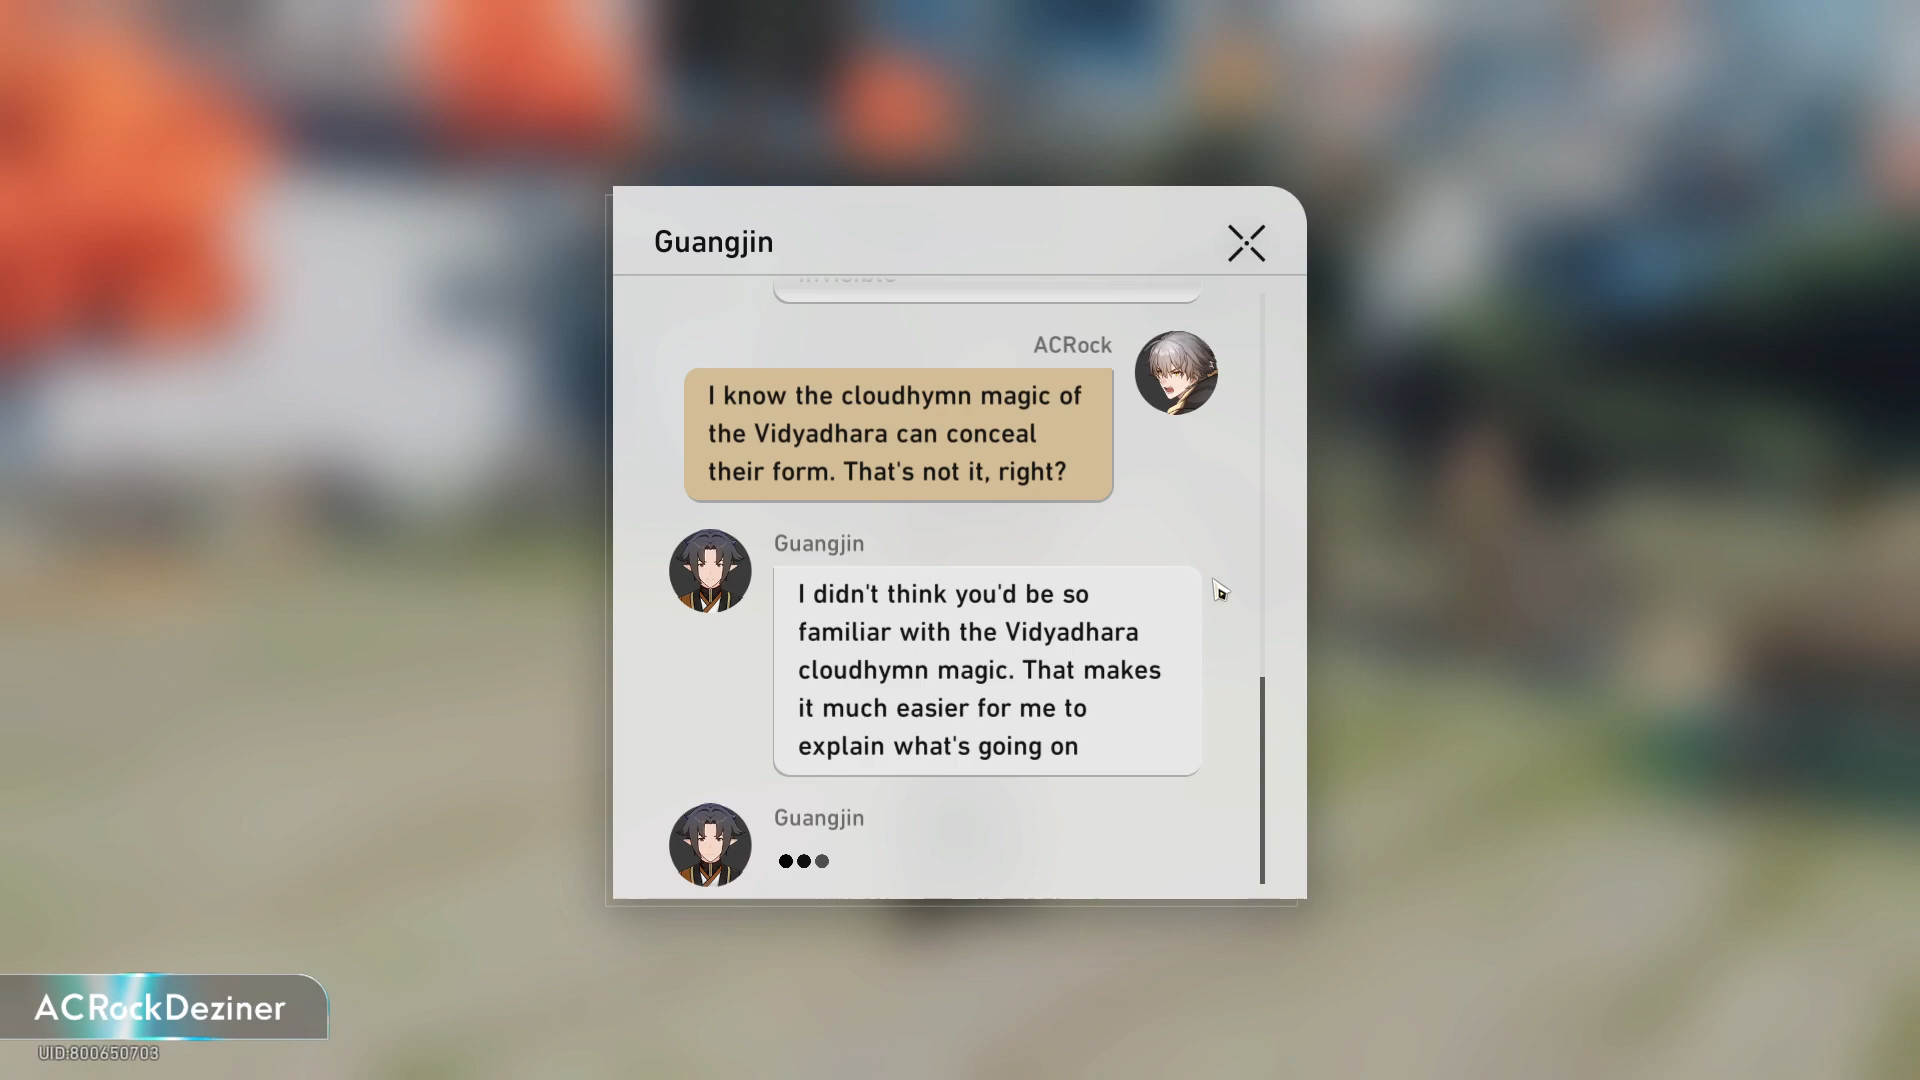 Guangjin
invisible
ACRock
I know the cloudhymn magic of
the Vidyadhara can conceal
their form. That's not it, right?
Guangjin
I didn't think you'd be so
familiar with the Vidyadhara
cloudhymn magic. That makes
it much easier for me to
explain what's going on
Guangjin
ACRockDeziner
UID:800650703